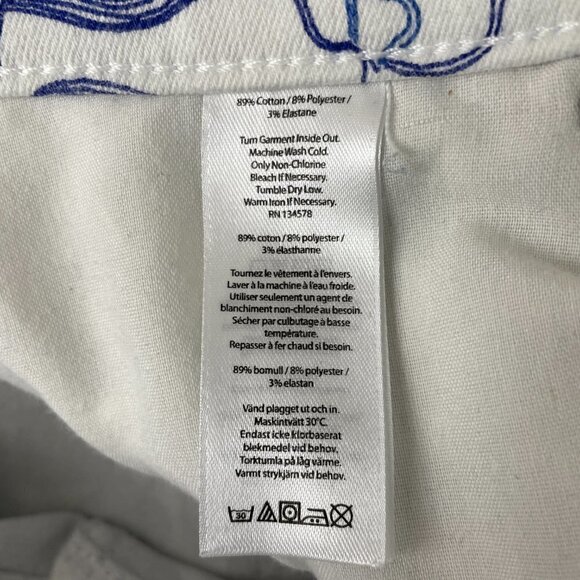 89% Cotton / 8% Polyester /
3% Elastane
Turn Garment Inside Out.
Machine Wash Cold.
Only Non-Chlorine
Bleach If Necessary.
Tumble Dry Low.
Warm Iron If Necessary.
RN 134578
89% coton / 8% polyester /
3% élasthanne
Tournez le vêtement à l'envers.
Laver à la machine à l'eau froide.
Utiliser seulement un agent de
blanchiment non-chloré au besoin.
Sécher par culbutage à basse
température.
Repasser à fer chaud si besoin.
89% bomull / 8% polyester /
3% elastan
Vänd plagget ut och in.
Maskintvätt 30°C.
Endast icke klorbaserat
blekmedel vid behov.
Torktumla på låg värme.
Varmt strykjärn vid behov.
30